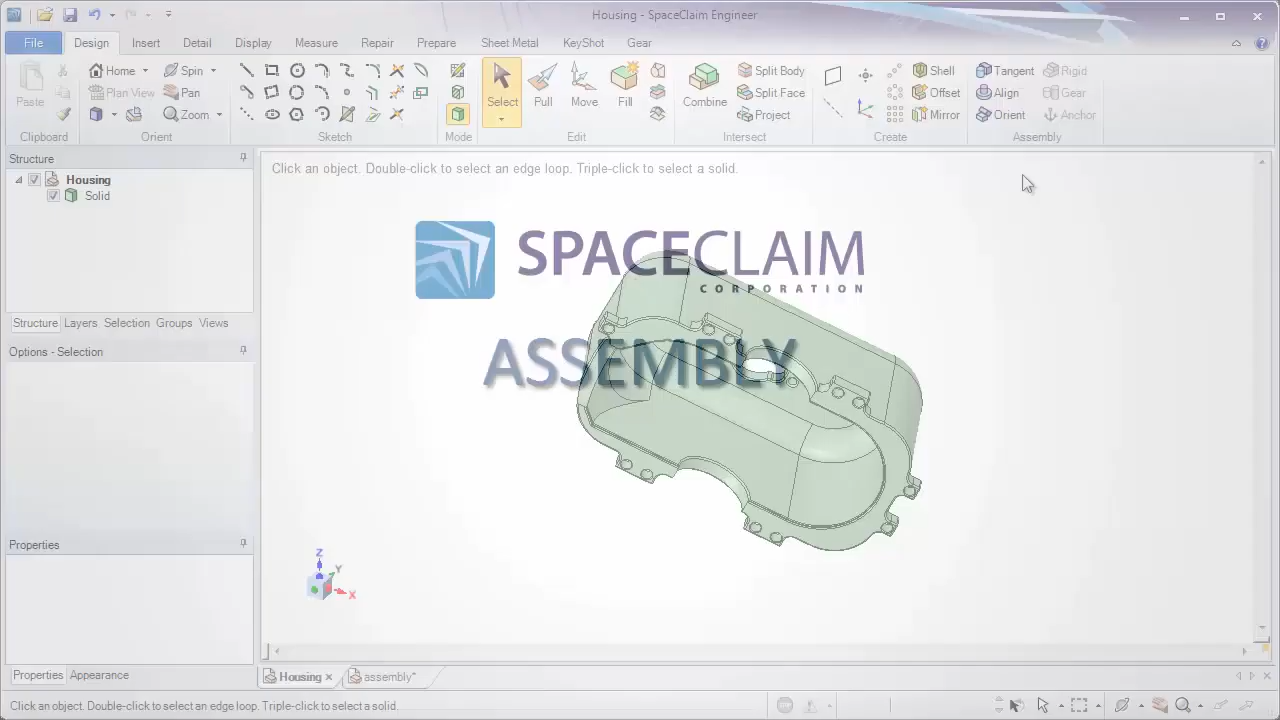 Housing - SpaceClaim Engineer
File Design Insert Detail Display Measure Repair Prepare Sheet Metal KeyShot Gear
Paste
Home
Plan View
Spin
Pan
Zoom
Select
Pull
Move
Fill
Combine
Split Body
Split Face
Project
Shell
Offset
Mirror
Tangent
Align
Orient
Rigid
Gear
Anchor
Clipboard Orient Sketch Mode Edit Intersect Create Assembly
Structure
Housing
Solid
Structure Layers Selection Groups Views
Options - Selection
Properties
Properties Appearance
Click an object. Double-click to select an edge loop. Triple-click to select a solid.
SPACECLAIM
CORPORATION
ASSEMBLY
Z
Y
X
Housing assembly*
Click an object. Double-click to select an edge loop. Triple-click to select a solid.